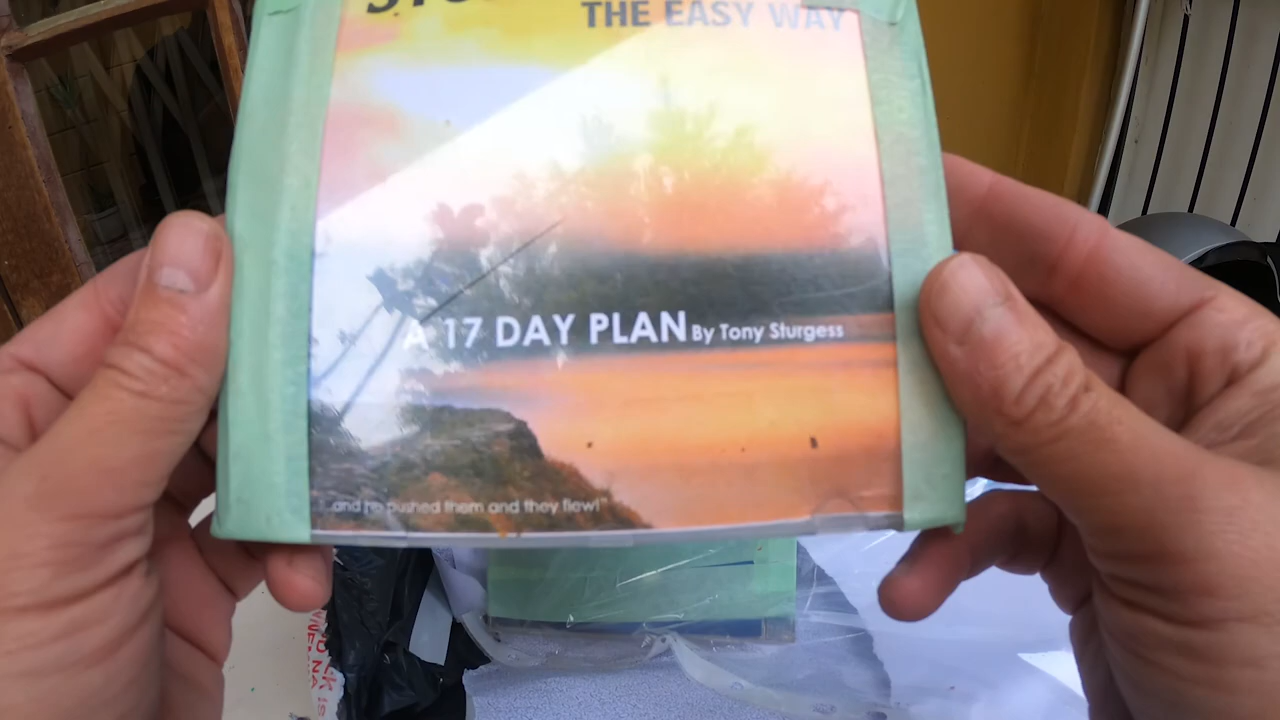 THE EASY WAY
A 17 DAY PLAN By Tony Sturgess
and he pushed them and they flew!"